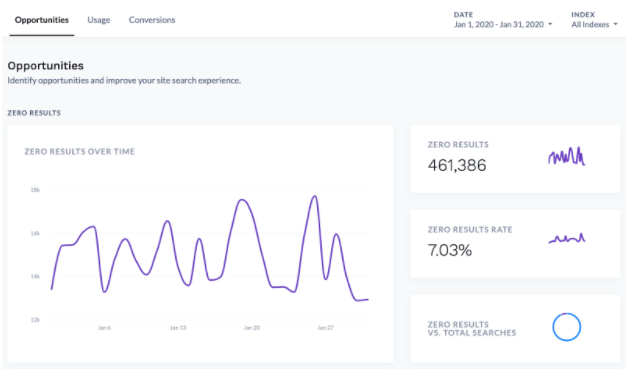 Opportunities Usage Conversions
DATE
Jan 1, 2020 - Jan 31, 2020
INDEX
All Indexes
Opportunities
Identify opportunities and improve your site search experience.
ZERO RESULTS
ZERO RESULTS OVER TIME
18k
16k
14k
12k
Jan 6 Jan 13 Jan 20 Jan 27
ZERO RESULTS
461,386
ZERO RESULTS RATE
7.03%
ZERO RESULTS
VS. TOTAL SEARCHES